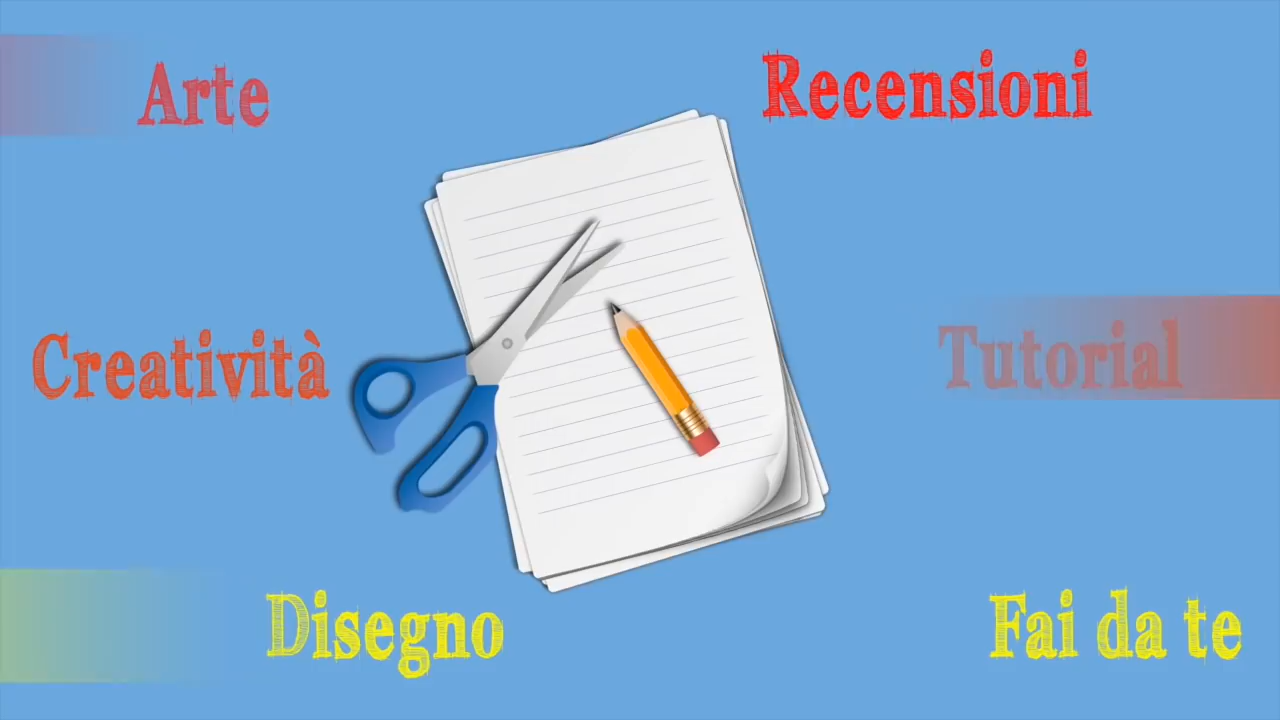 Arte
Recensioni
Creatività
Tutorial
Disegno
Fai da te